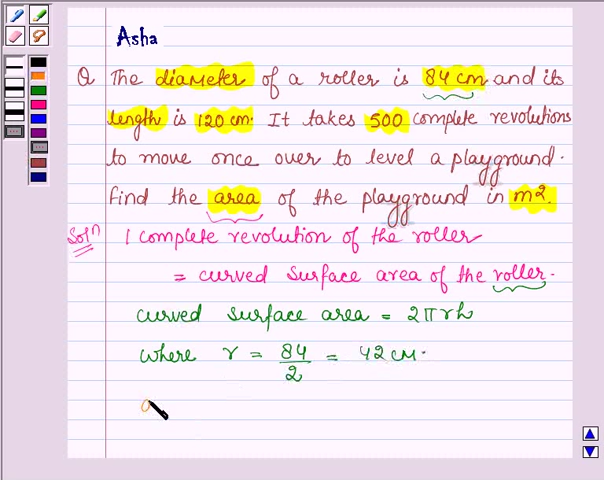 Asha
Q The diameter of a roller is 84 cm and its
length is 120 cm. It takes 500 complete revolutions
to move once over to level a playground.
Find the area of the playground in m2.
Soln 1 complete revolution of the roller
= curved surface area of the roller.
curved surface area = 2πrh
where r = 84/2 = 42 cm.